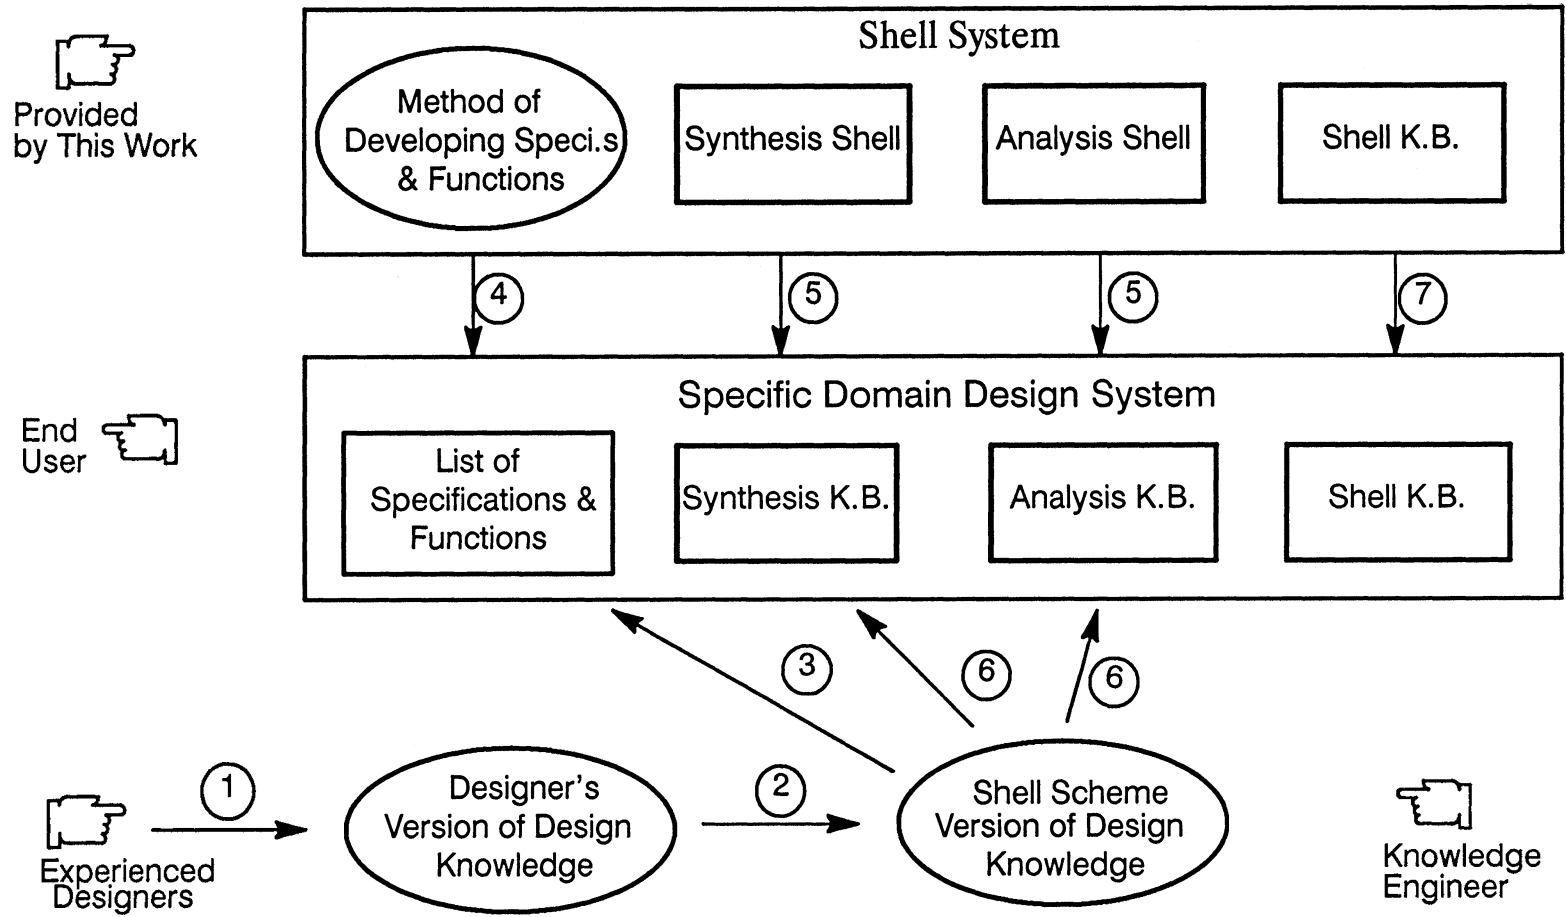 Shell System
Provided
by This Work
Method of
Developing Speci.s
& Functions
Synthesis Shell
Analysis Shell
Shell K.B.
4
5
5
7
Specific Domain Design System
End
User
List of
Specifications &
Functions
Synthesis K.B.
Analysis K.B.
Shell K.B.
3
6
6
1
2
Experienced
Designers
Designer's
Version of Design
Knowledge
Shell Scheme
Version of Design
Knowledge
Knowledge
Engineer